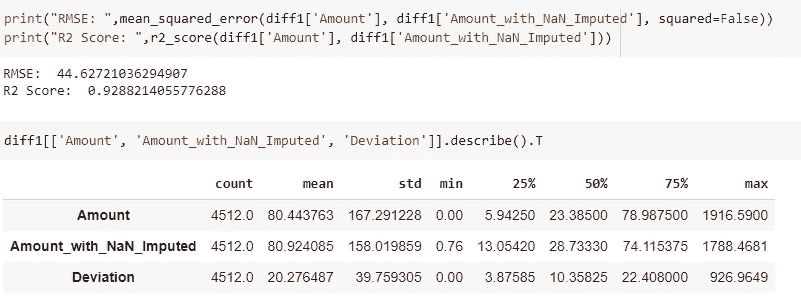 print("RMSE: ",mean_squared_error(diff1['Amount'], diff1['Amount_with_NaN_Imputed'], squared=False))
print("R2 Score: ",r2_score(diff1['Amount'], diff1['Amount_with_NaN_Imputed']))
RMSE:  44.62721036294907
R2 Score:  0.9288214055776288
diff1[['Amount', 'Amount_with_NaN_Imputed', 'Deviation']].describe().T
count mean std min 25% 50% 75% max
Amount 4512.0 80.443763 167.291228 0.00 5.94250 23.38500 78.987500 1916.5900
Amount_with_NaN_Imputed 4512.0 80.924085 158.019859 0.76 13.05420 28.73330 74.115375 1788.4681
Deviation 4512.0 20.276487 39.759305 0.00 3.87585 10.35825 22.408000 926.9649